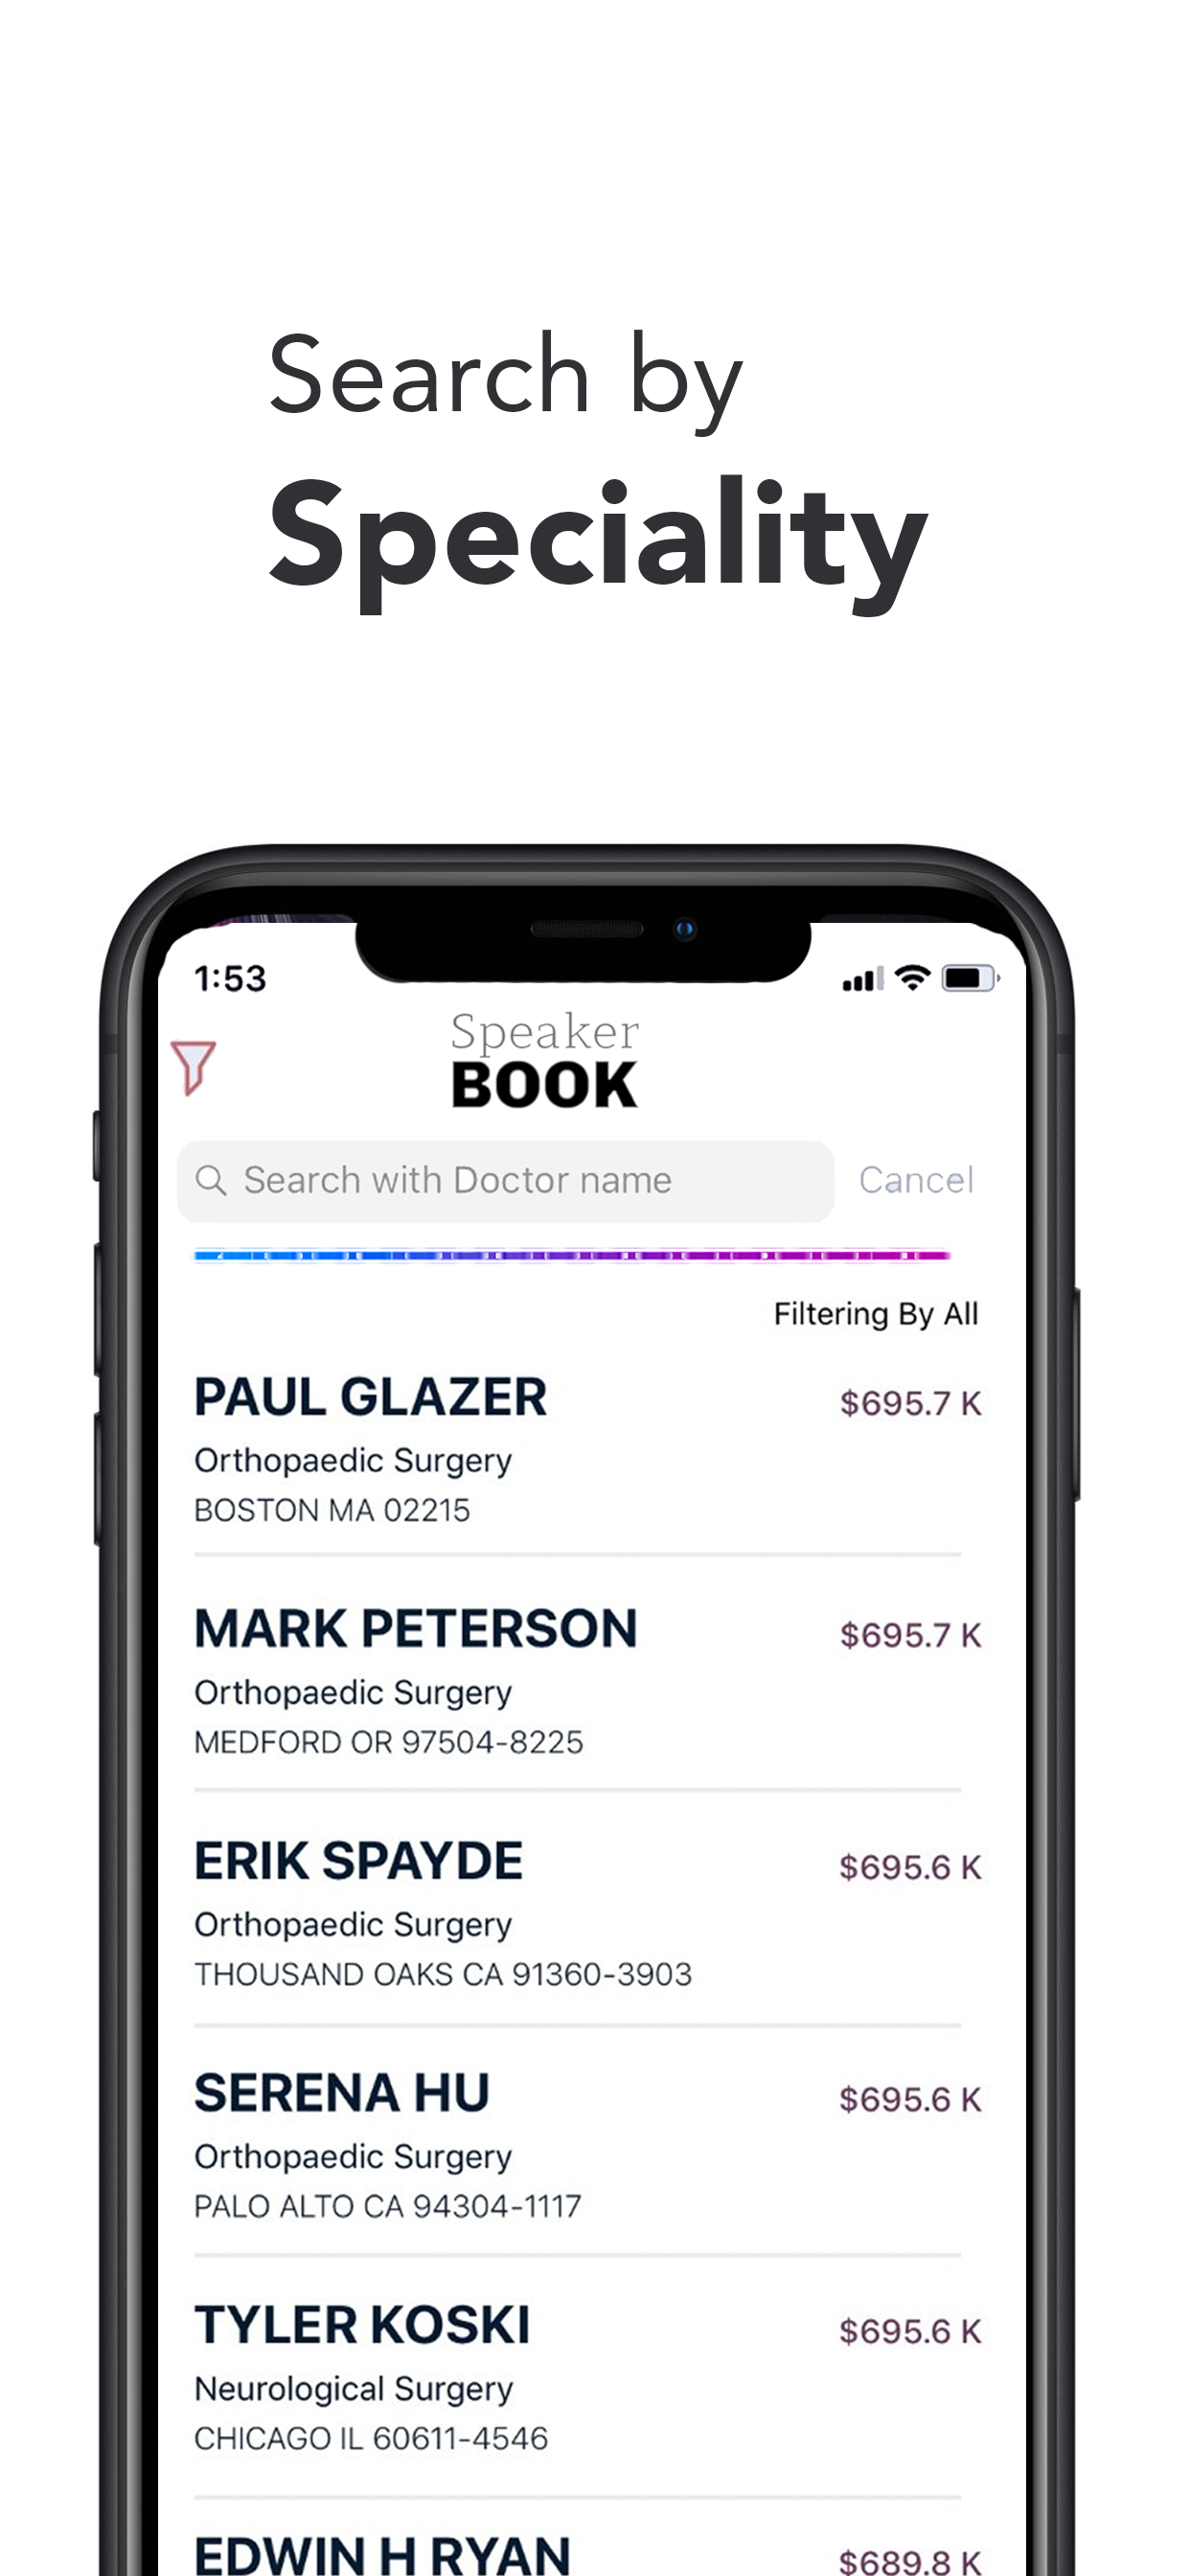 Search by
Speciality
1:53
Speaker
BOOK
Search with Doctor name Cancel
Filtering By All
PAUL GLAZER $695.7 K
Orthopaedic Surgery
BOSTON MA 02215
MARK PETERSON $695.7 K
Orthopaedic Surgery
MEDFORD OR 97504-8225
ERIK SPAYDE $695.6 K
Orthopaedic Surgery
THOUSAND OAKS CA 91360-3903
SERENA HU $695.6 K
Orthopaedic Surgery
PALO ALTO CA 94304-1117
TYLER KOSKI $695.6 K
Neurological Surgery
CHICAGO IL 60611-4546
EDWIN H RYAN $689.8 K